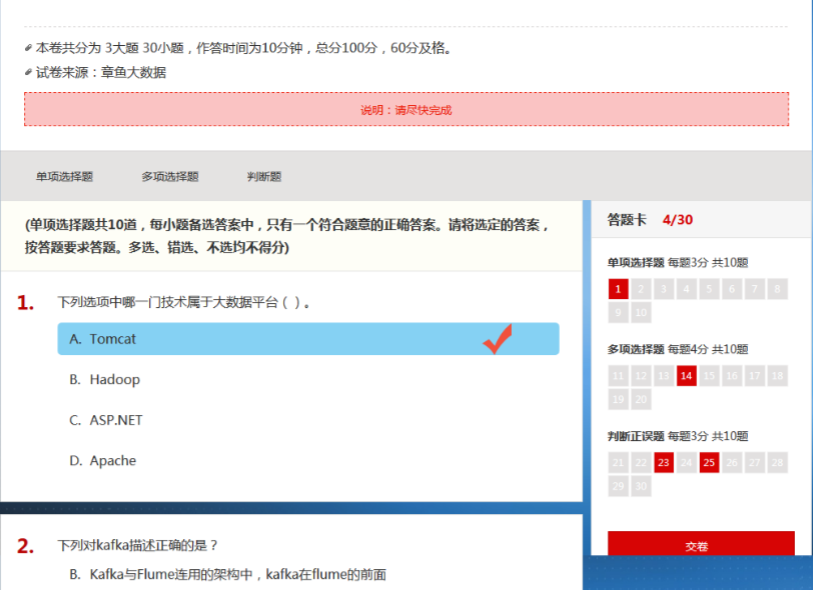 本卷共分为 3大题 30小题，作答时间为10分钟，总分100分，60分及格。
试卷来源：章鱼大数据
说明：请尽快完成
单项选择题 多项选择题 判断题
(单项选择题共10道，每小题备选答案中，只有一个符合题意的正确答案。请将选定的答案，
按答题要求答题。多选、错选、不选均不得分)
1. 下列选项中哪一门技术属于大数据平台（ ）。
A. Tomcat
B. Hadoop
C. ASP.NET
D. Apache
2. 下列对kafka描述正确的是？
B. Kafka与Flume连用的架构中，kafka在flume的前面
答题卡 4/30
单项选择题 每题3分 共10题
1 2 3 4 5 6 7 8
9 10
多项选择题 每题4分 共10题
11 12 13 14 15 16 17 18
19 20
判断正误题 每题3分 共10题
21 22 23 24 25 26 27 28
29 30
交卷